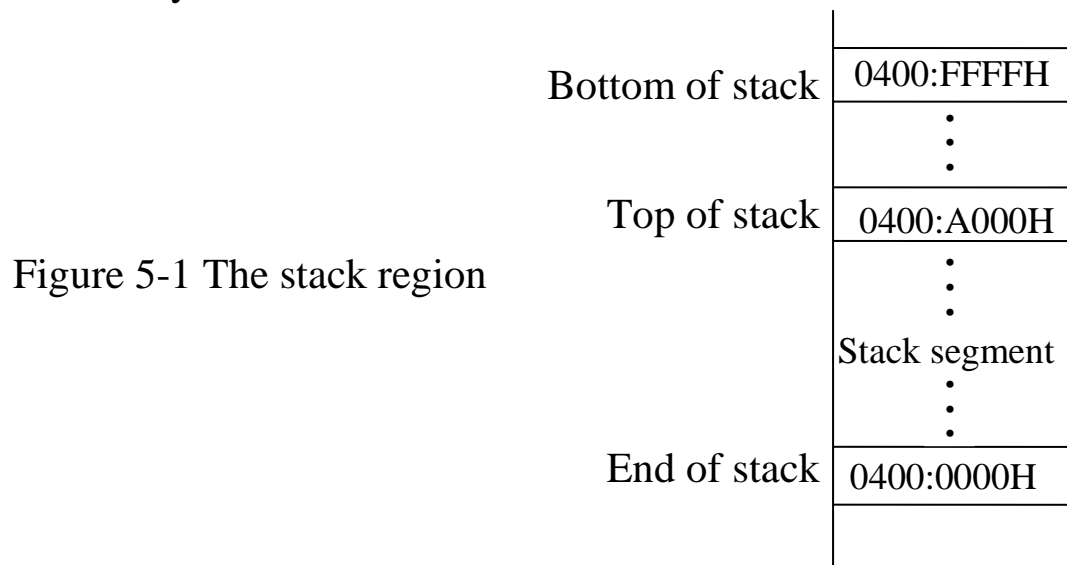 Bottom of stack 0400:FFFFH
Top of stack 0400:A000H
Figure 5-1 The stack region
Stack segment
End of stack 0400:0000H